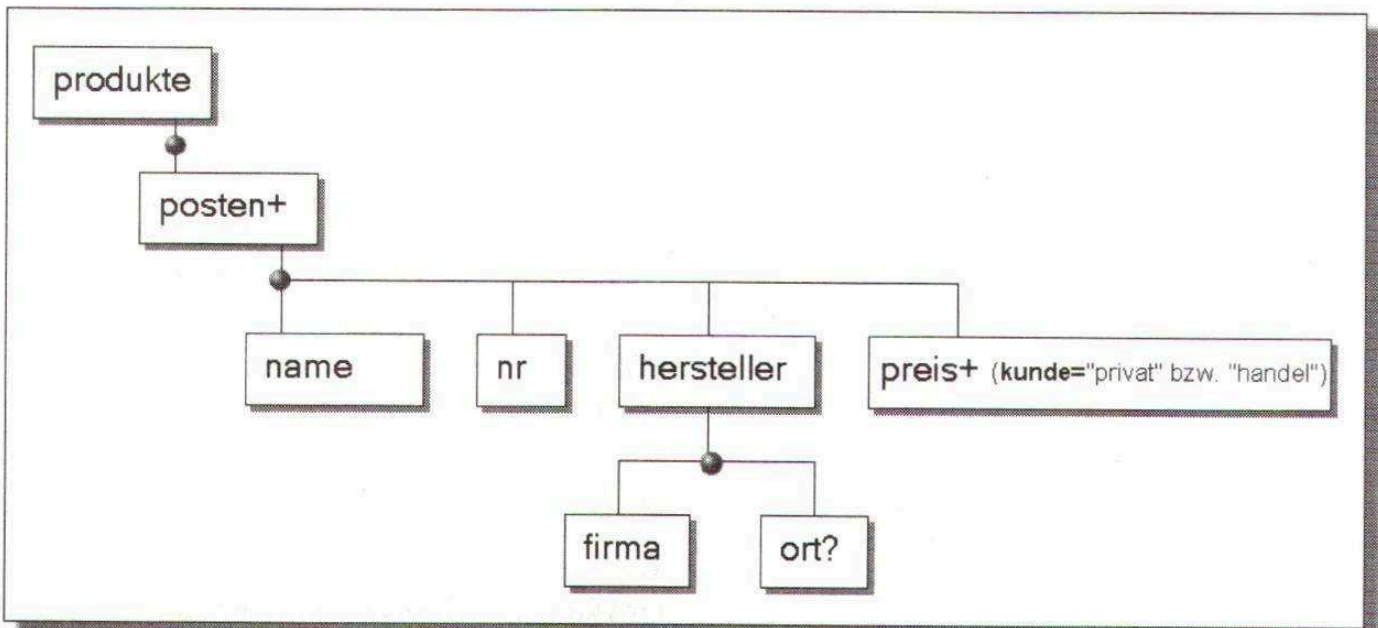 produkte
posten+
name
nr
hersteller
preis+ (kunde="privat" bzw. "handel")
firma
ort?